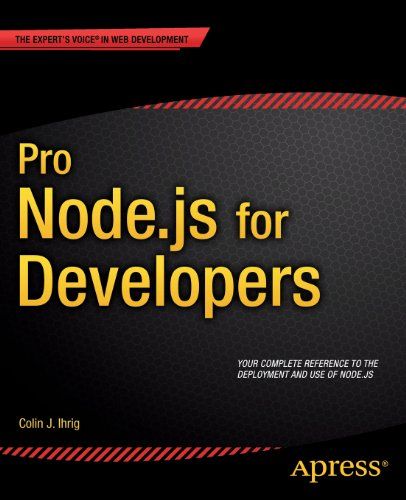 THE EXPERT'S VOICE® IN WEB DEVELOPMENT
Pro
Node.js for
Developers
YOUR COMPLETE REFERENCE TO THE
DEPLOYMENT AND USE OF NODE.JS
Colin J. Ihrig
Apress®